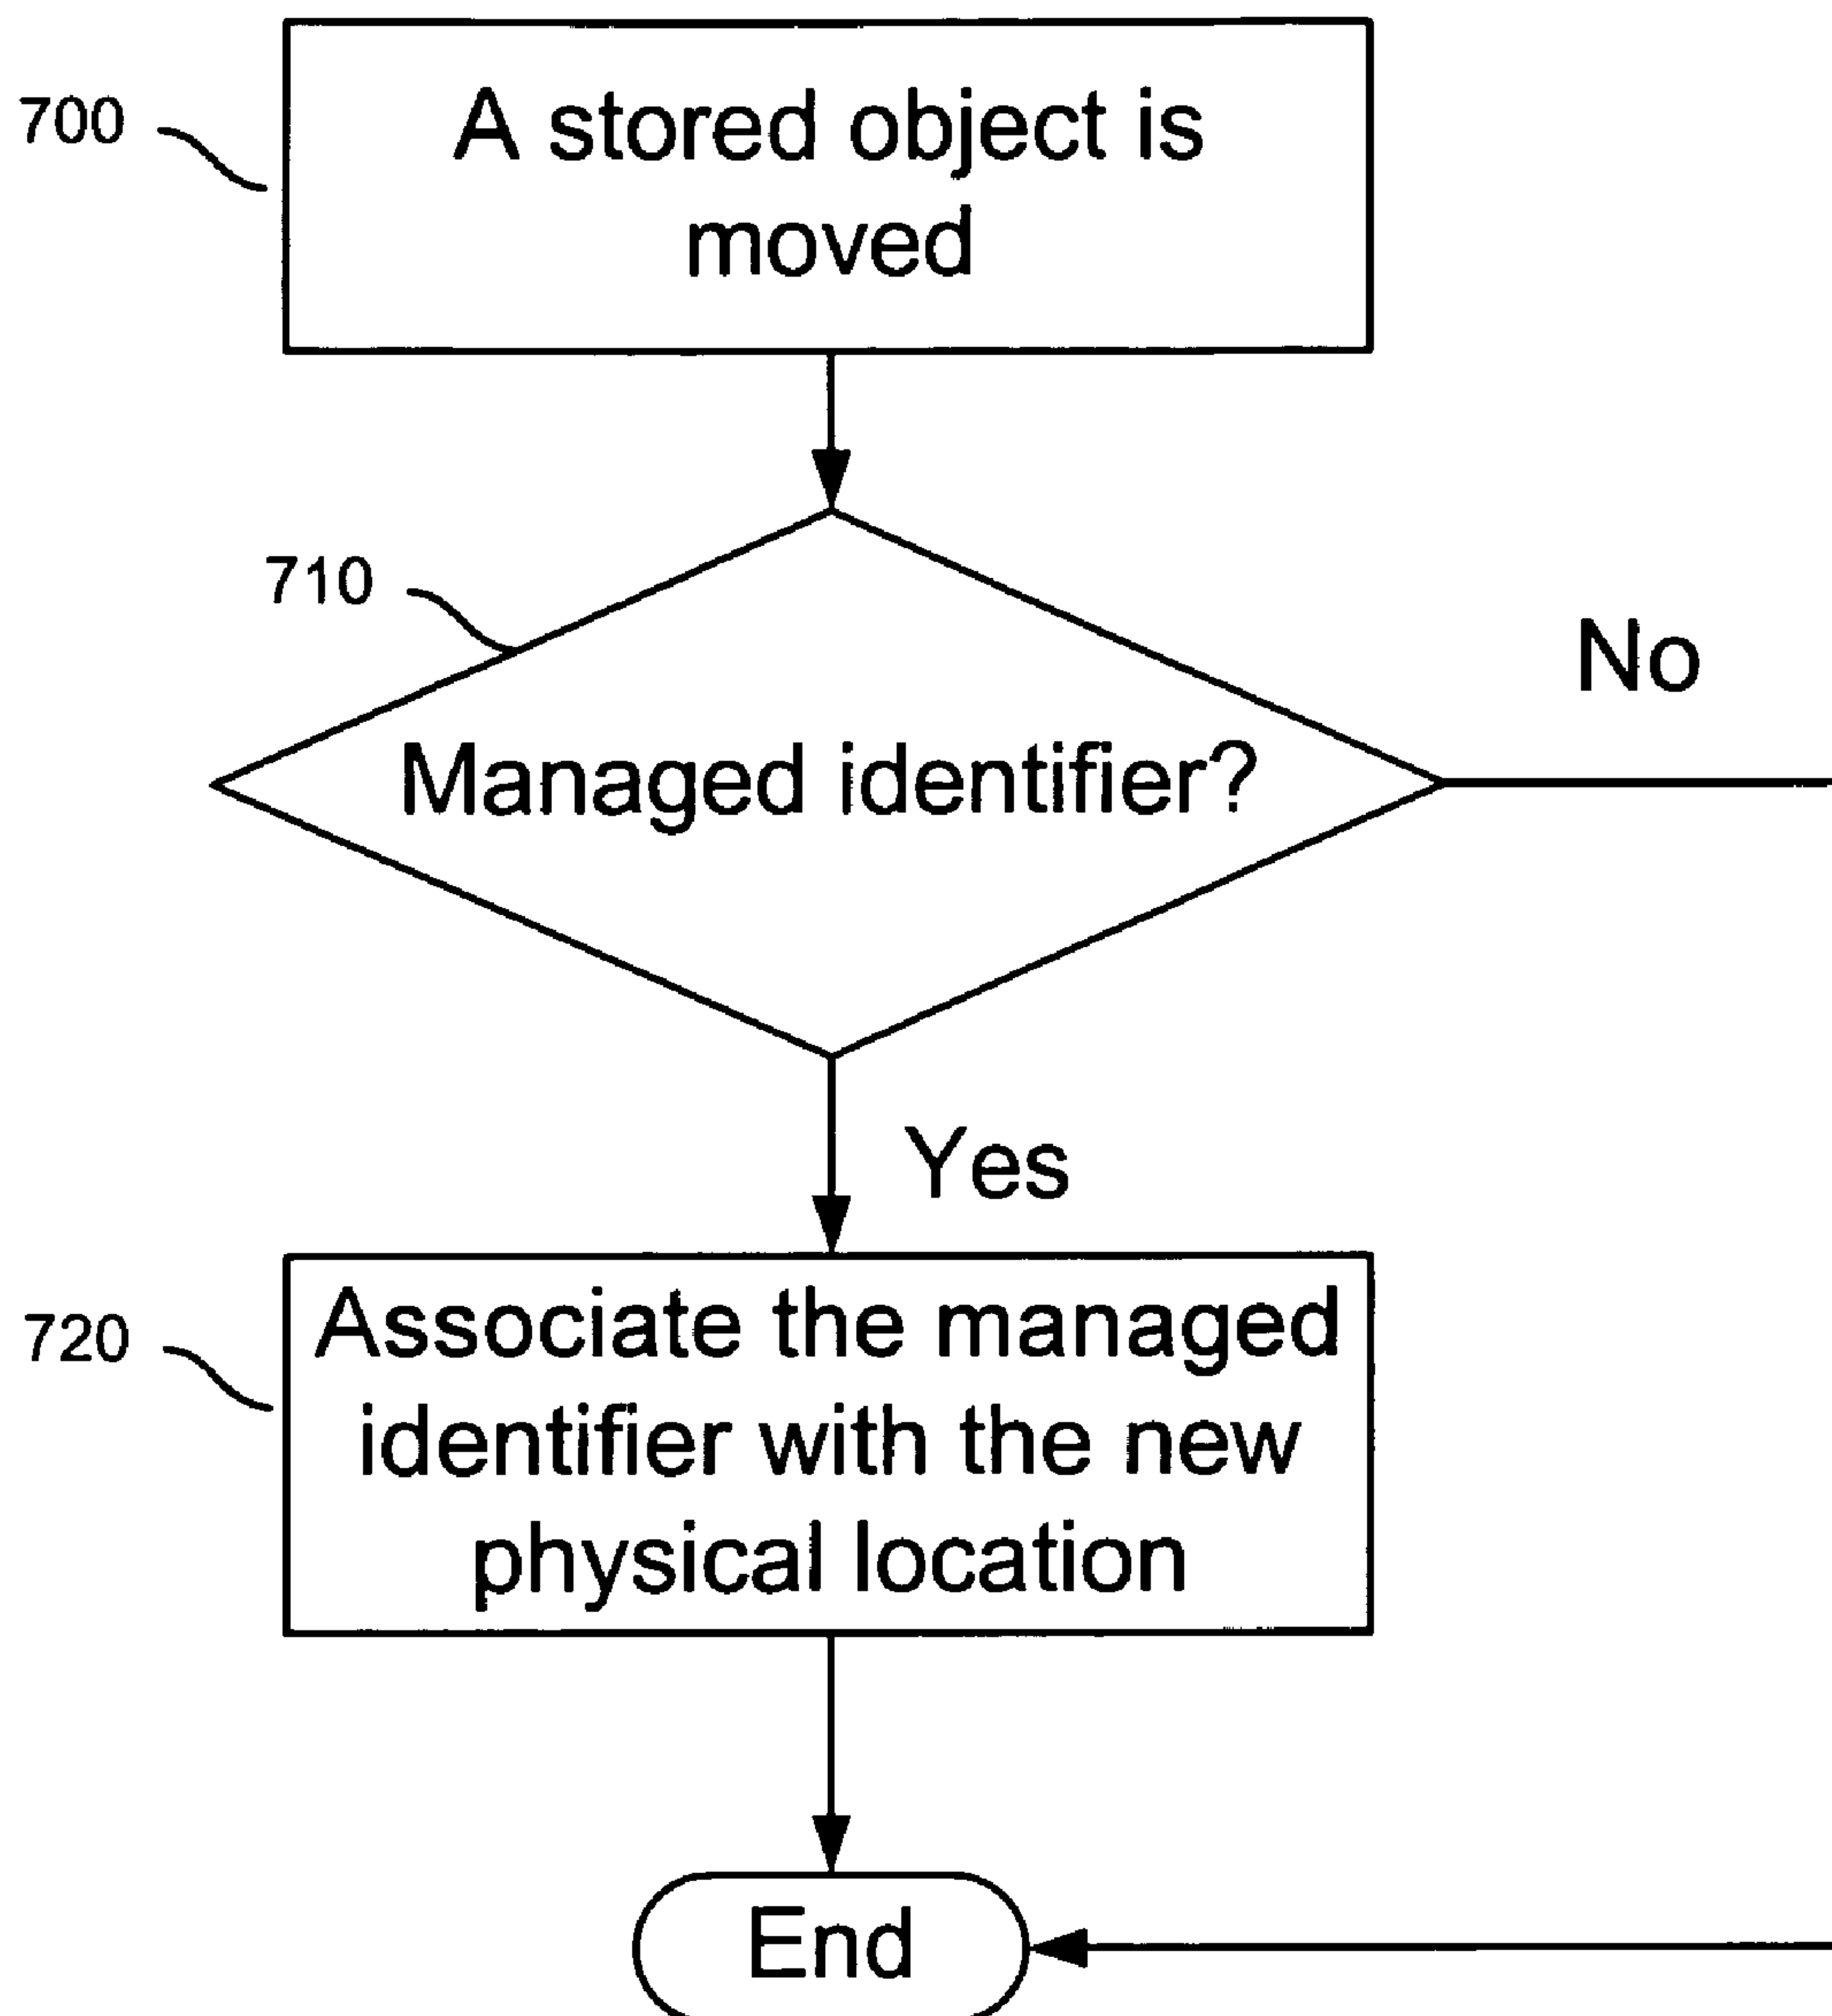 700
A stored object is
moved
710
No
Managed identifier?
Yes
720
Associate the managed
identifier with the new
physical location
End